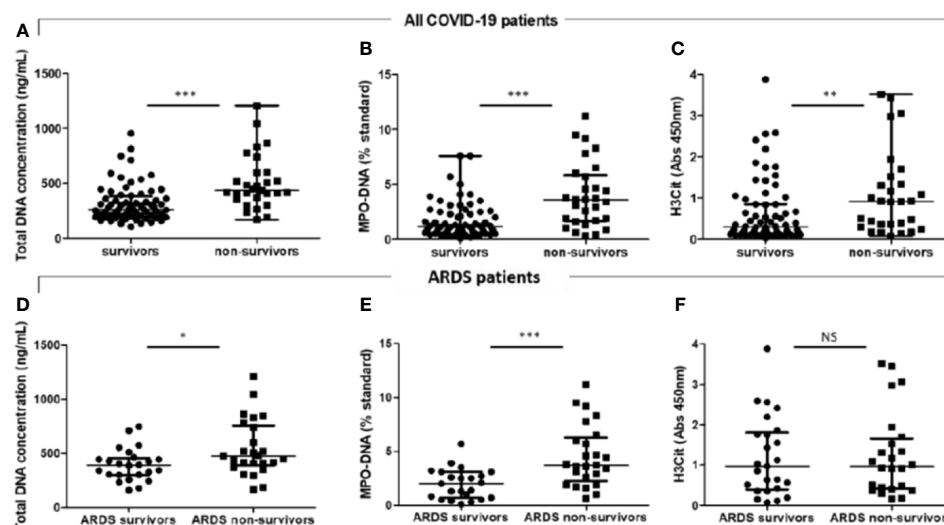 All COVID-19 patients
A
Total DNA concentration (ng/mL)
1500
1000
500
0
***
survivors
non-survivors
B
MPO-DNA (% standard)
15
10
5
0
***
survivors
non-survivors
C
H3Cit (Abs 450nm)
4
3
2
1
0
**
survivors
non-survivors
ARDS patients
D
Total DNA concentration (ng/mL)
1500
1000
500
0
*
ARDS survivors
ARDS non-survivors
E
MPO-DNA (% standard)
15
10
5
0
***
ARDS survivors
ARDS non-survivors
F
H3Cit (Abs 450nm)
4
3
2
1
0
NS
ARDS survivors
ARDS non-survivors